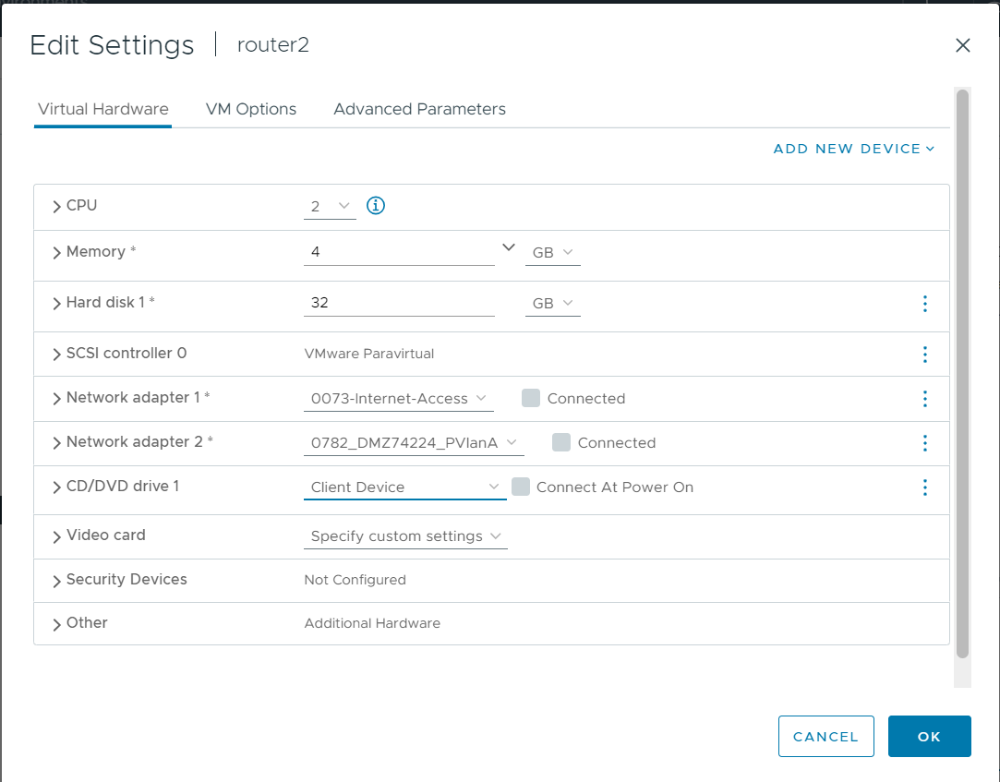 Edit Settings | router2
Virtual Hardware VM Options Advanced Parameters
ADD NEW DEVICE
CPU 2
Memory * 4 GB
Hard disk 1 * 32 GB
SCSI controller 0 VMware Paravirtual
Network adapter 1 * 0073-Internet-Access Connected
Network adapter 2 * 0782_DMZ74224_PVlanA Connected
CD/DVD drive 1 Client Device Connect At Power On
Video card Specify custom settings
Security Devices Not Configured
Other Additional Hardware
CANCEL OK